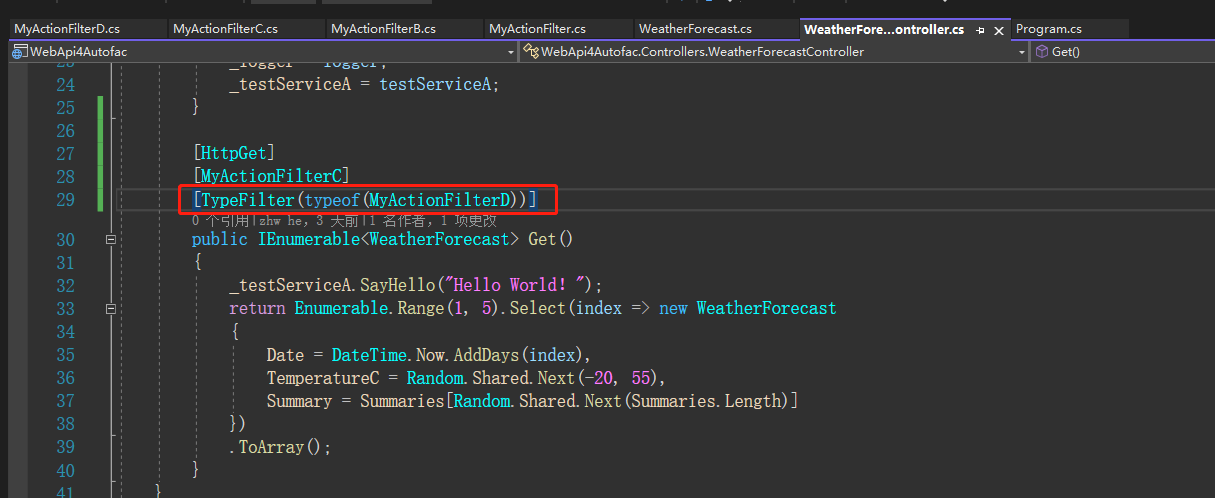 MyActionFilterD.cs MyActionFilterC.cs MyActionFilterB.cs MyActionFilter.cs WeatherForecast.cs WeatherFore...ontroller.cs Program.cs
WebApi4Autofac WebApi4Autofac.Controllers.WeatherForecastController Get()
23 _logger = logger;
24 _testServiceA = testServiceA;
25 }
26
27 [HttpGet]
28 [MyActionFilterC]
29 [TypeFilter(typeof(MyActionFilterD))]
0 个引用|zhw he，3 天前|1 名作者，1 项更改
30 public IEnumerable<WeatherForecast> Get()
31 {
32 _testServiceA.SayHello("Hello World！");
33 return Enumerable.Range(1, 5).Select(index => new WeatherForecast
34 {
35 Date = DateTime.Now.AddDays(index),
36 TemperatureC = Random.Shared.Next(-20, 55),
37 Summary = Summaries[Random.Shared.Next(Summaries.Length)]
38 })
39 .ToArray();
40 }
41 }